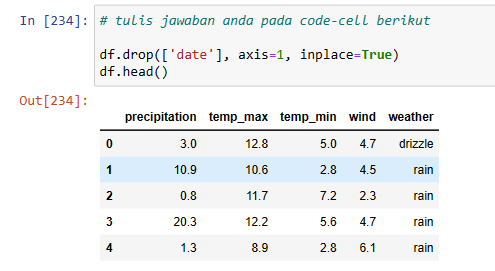 In [234]: # tulis jawaban anda pada code-cell berikut
df.drop(['date'], axis=1, inplace=True)
df.head()
Out[234]:
precipitation temp_max temp_min wind weather
0 3.0 12.8 5.0 4.7 drizzle
1 10.9 10.6 2.8 4.5 rain
2 0.8 11.7 7.2 2.3 rain
3 20.3 12.2 5.6 4.7 rain
4 1.3 8.9 2.8 6.1 rain